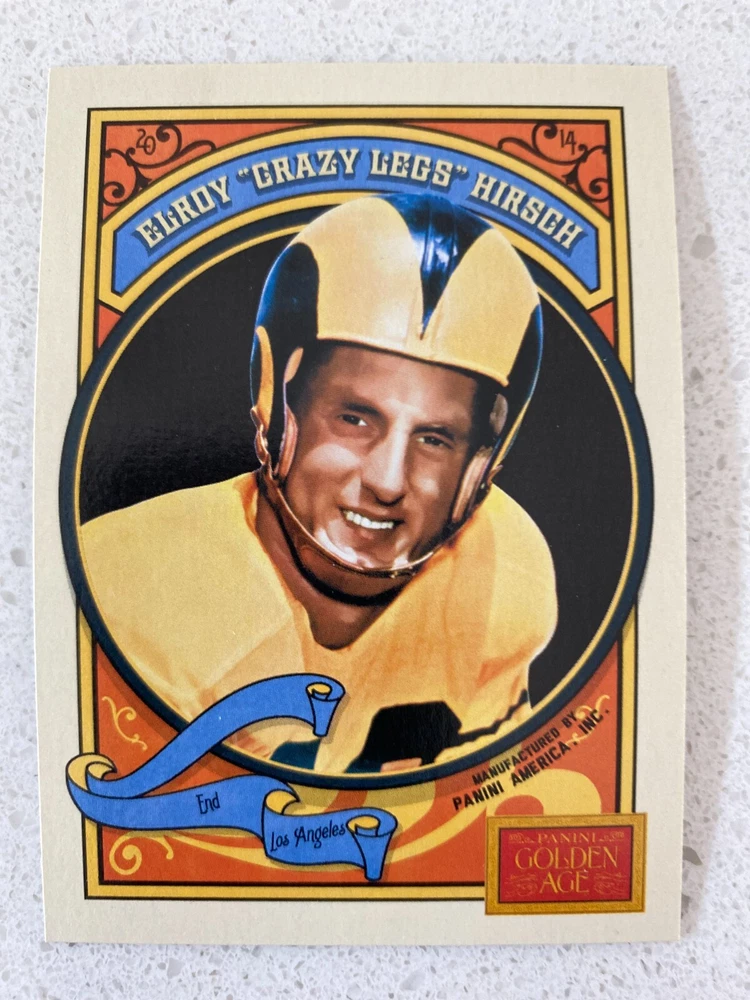 20 14
ELROY "CRAZY LEGS" HIRSCH
End
Los Angeles
MANUFACTURED BY
PANINI AMERICA, INC.
PANINI
GOLDEN
AGE